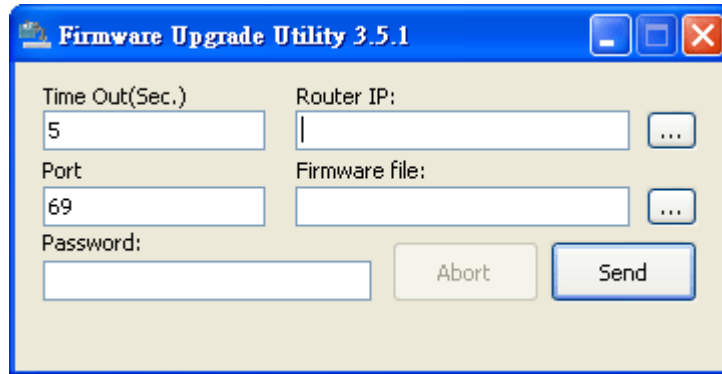 Firmware Upgrade Utility 3.5.1
Time Out(Sec.) Router IP:
5 ...
Port Firmware file:
69 ...
Password:
Abort Send